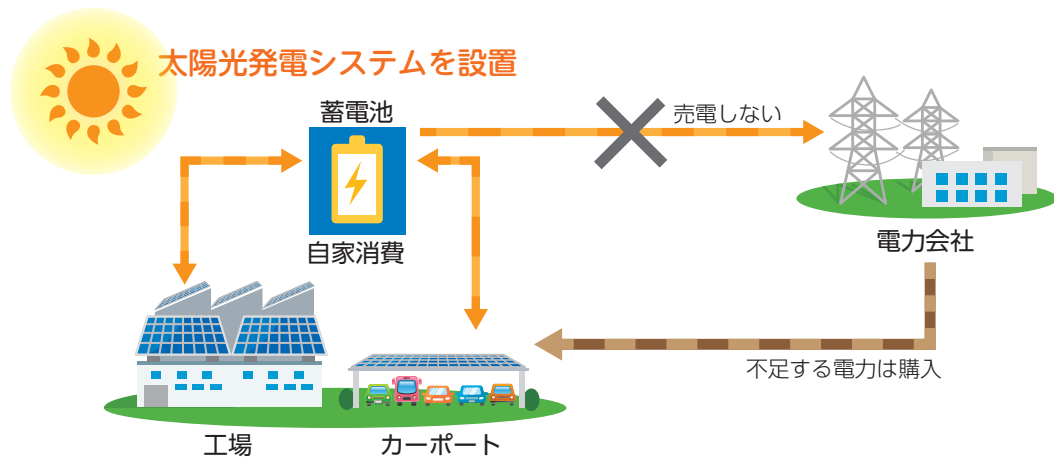 太陽光発電システムを設置
蓄電池
売電しない
自家消費
電力会社
不足する電力は購入
工場
カーポート